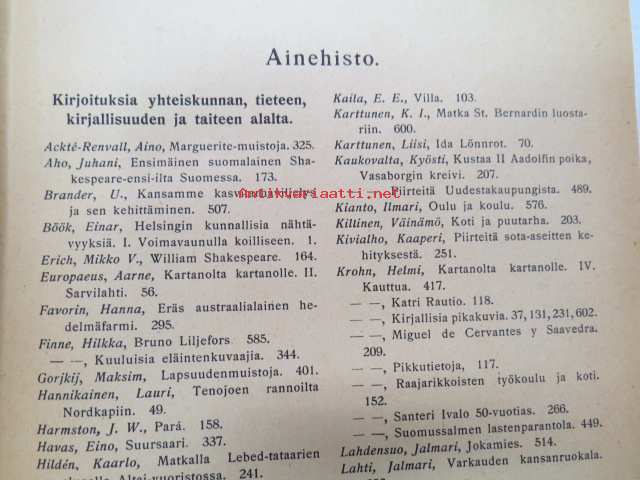 Ainehisto.
Kirjoituksia yhteiskunnan, tieteen,
kirjallisuuden ja taiteen alalta.
Ackté-Renvall, Aino, Marguerite-muistoja. 325.
Aho, Juhani, Ensimäinen suomalainen Sha-
kespeare-ensi-ilta Suomessa. 173.
Brander, U., Kansamme
ja sen kehittäminen. 507.
Böök, Einar, Helsingin kunnallisia nähtä-
vyyksiä. I. Voimavaunulla koilliseen. 1.
Erich, Mikko V., William Shakespeare. 164.
Europaeus, Aarne, Kartanolta kartanolle. II.
Sarvilahti. 56.
Favorin, Hanna, Eräs austraalialainen he-
delmäfarmi. 295.
Finne, Hilkka, Bruno Liljefors 585.
— —, Kuuluisia eläintenkuvaajia. 344.
Gorjkij, Maksim, Lapsuudenmuistoja. 401.
Hannikainen, Lauri, Tenojoen rannoilta
Nordkapiin. 49.
Harmston, J. W., Pará. 158.
Havas, Eino, Suursaari. 337.
Hildén, Kaarlo, Matkalla Lebed-tataarien
Altai-vuoristossa. 241.
Kaila, E. E., Villa. 103.
Karttunen, K. I., Matka St. Bernardin luosta-
riin. 600.
Karttunen, Liisi, Ida Lönnrot. 70.
Kaukovalta, Kyösti, Kustaa II Aadolfin poika,
Vasaborgin kreivi. 207.
Piirteitä Uudestakaupungista. 489.
Kianto, Ilmari, Oulu ja koulu. 576.
Killinen, Väinämö, Koti ja puutarha. 203.
Kivialho, Kaaperi, Piirteitä sota-aseitten ke-
hityksestä. 251.
Krohn, Helmi, Kartanolta kartanolle. IV.
Kauttua. 417.
— —, Katri Rautio. 118.
— —, Kirjallisia pikakuvia. 37, 131, 231, 602.
— —, Miguel de Cervantes y Saavedra.
209.
— —, Pikkutietoja, 117.
— —, Raajarikkoisten työkoulu ja koti.
152.
— —, Santeri Ivalo 50-vuotias. 266.
— —, Suomussalmen lastenparantola. 449.
Lahdensuo, Jalmari, Jokamies. 514.
Lahti, Jalmari, Varkauden kansanruokala.
antikvariaatti.net